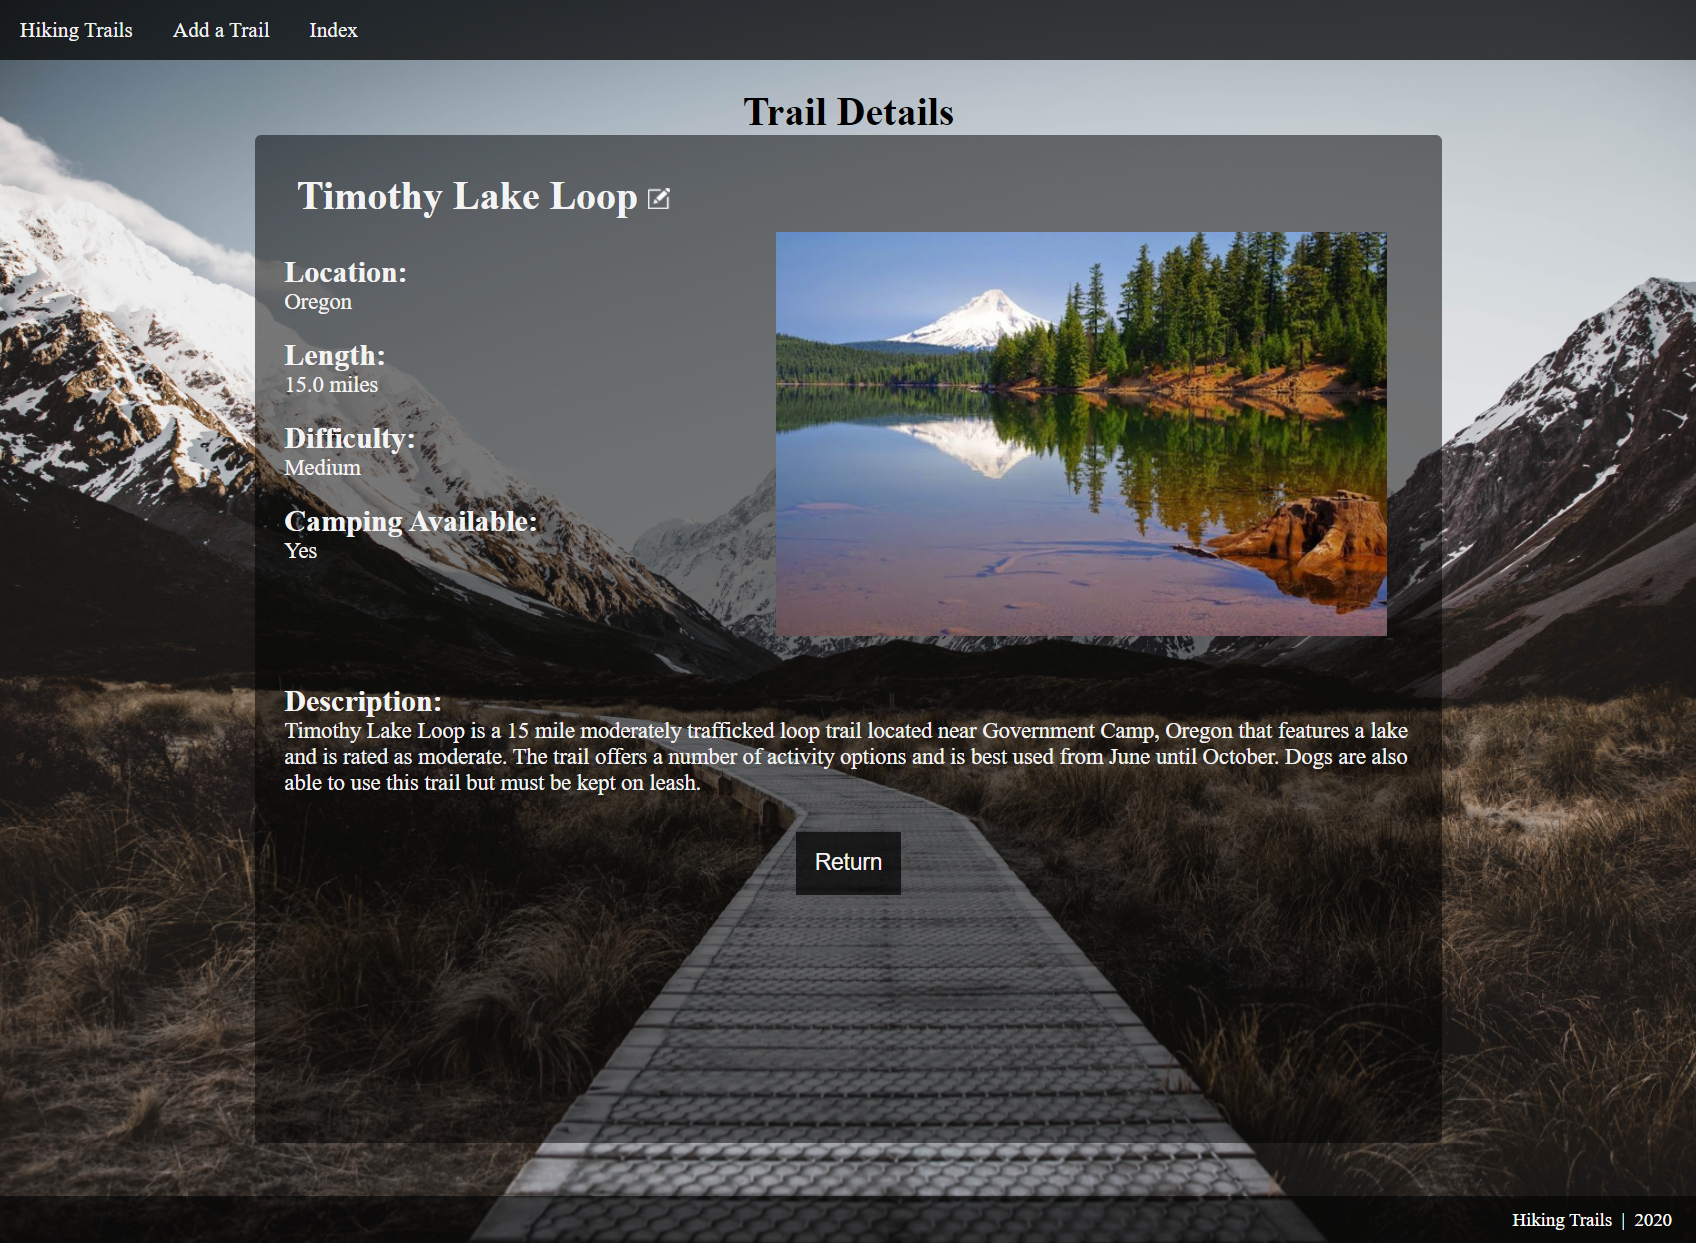 Hiking Trails Add a Trail Index
Trail Details
Timothy Lake Loop
Location:
Oregon
Length:
15.0 miles
Difficulty:
Medium
Camping Available:
Yes
Description:
Timothy Lake Loop is a 15 mile moderately trafficked loop trail located near Government Camp, Oregon that features a lake
and is rated as moderate. The trail offers a number of activity options and is best used from June until October. Dogs are also
able to use this trail but must be kept on leash.
Return
Hiking Trails | 2020